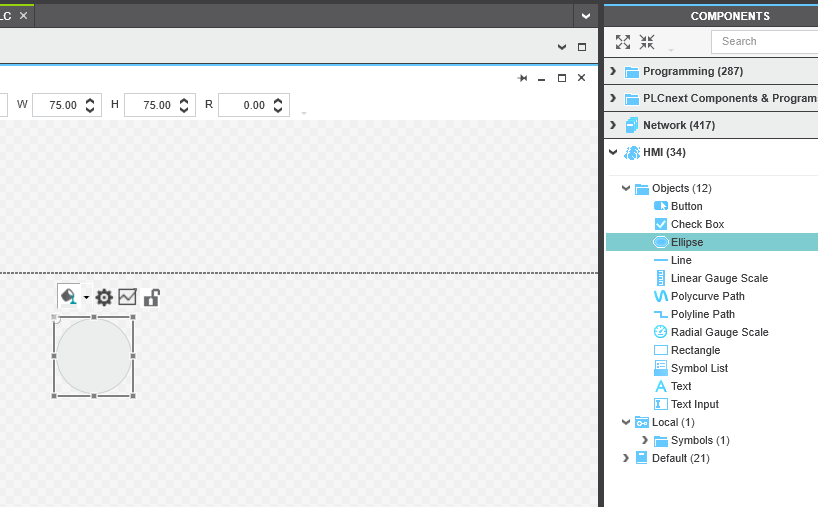 LC
COMPONENTS
Search
Programming (287)
PLCnext Components & Program
W 75.00 H 75.00 R 0.00
Network (417)
HMI (34)
Objects (12)
Button
Check Box
Ellipse
Line
Linear Gauge Scale
Polycurve Path
Polyline Path
Radial Gauge Scale
Rectangle
Symbol List
Text
Text Input
Local (1)
Symbols (1)
Default (21)